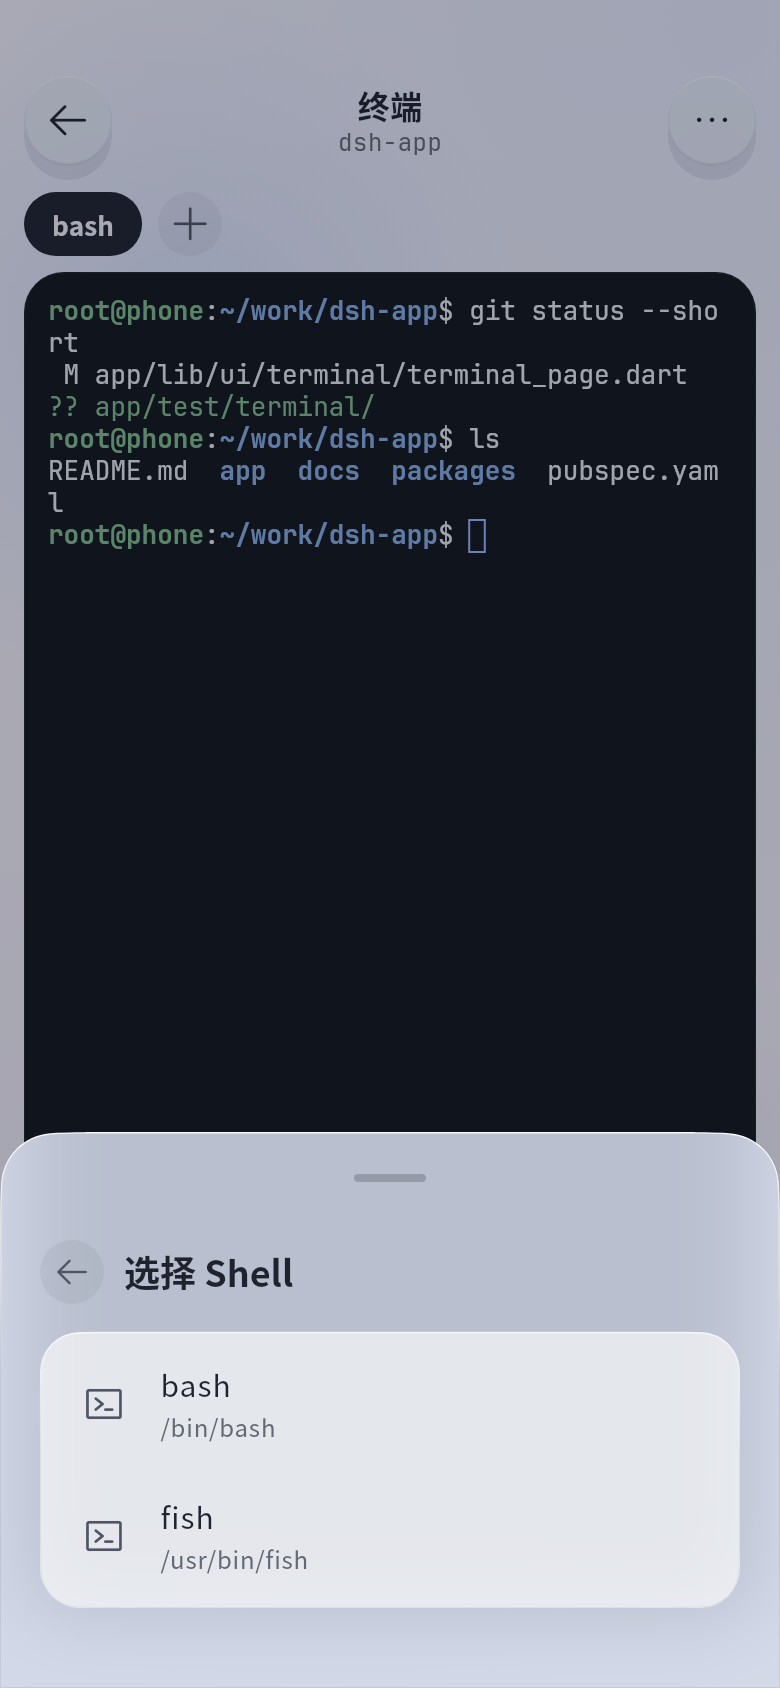 终端
dsh-app
bash
root@phone:~/work/dsh-app$ git status --sho
rt
 M app/lib/ui/terminal/terminal_page.dart
?? app/test/terminal/
root@phone:~/work/dsh-app$ ls
README.md  app  docs  packages  pubspec.yam
l
root@phone:~/work/dsh-app$
选择 Shell
bash
/bin/bash
fish
/usr/bin/fish